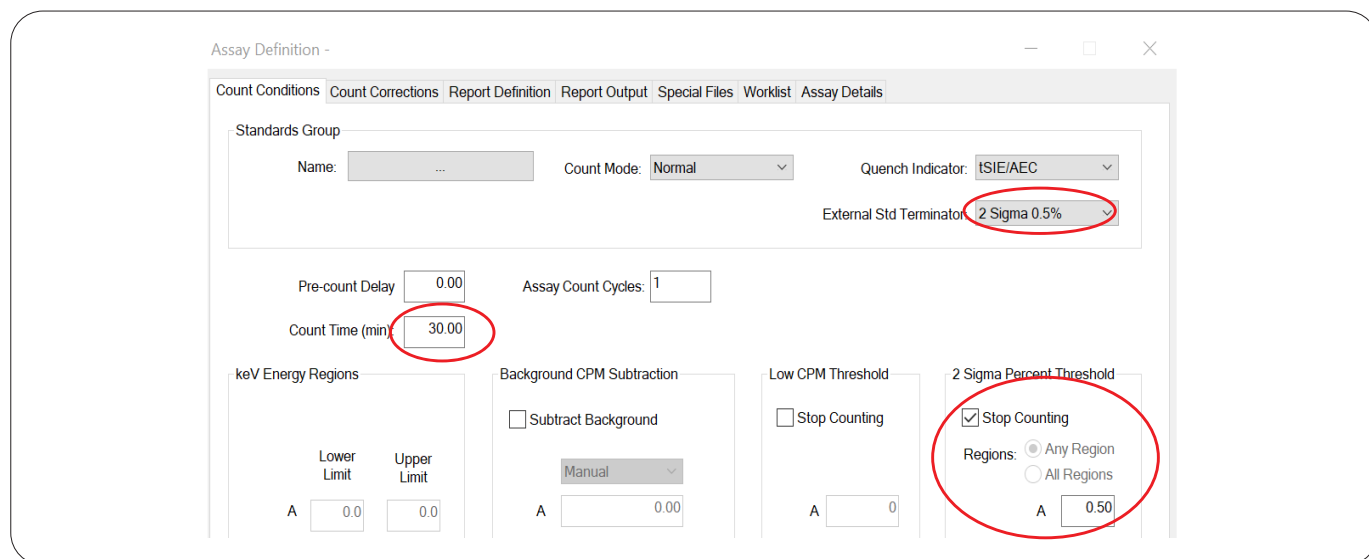 Assay Definition -
Count Conditions Count Corrections Report Definition Report Output Special Files Worklist Assay Details
Standards Group
Name: ... Count Mode: Normal Quench Indicator: tSIE/AEC
External Std Terminator: 2 Sigma 0.5%
Pre-count Delay 0.00 Assay Count Cycles: 1
Count Time (min): 30.00
keV Energy Regions Background CPM Subtraction Low CPM Threshold 2 Sigma Percent Threshold
Subtract Background Stop Counting Stop Counting
Regions: Any Region
Lower Limit Upper Limit Manual All Regions
A 0.0 0.0 A 0.00 A 0 A 0.50